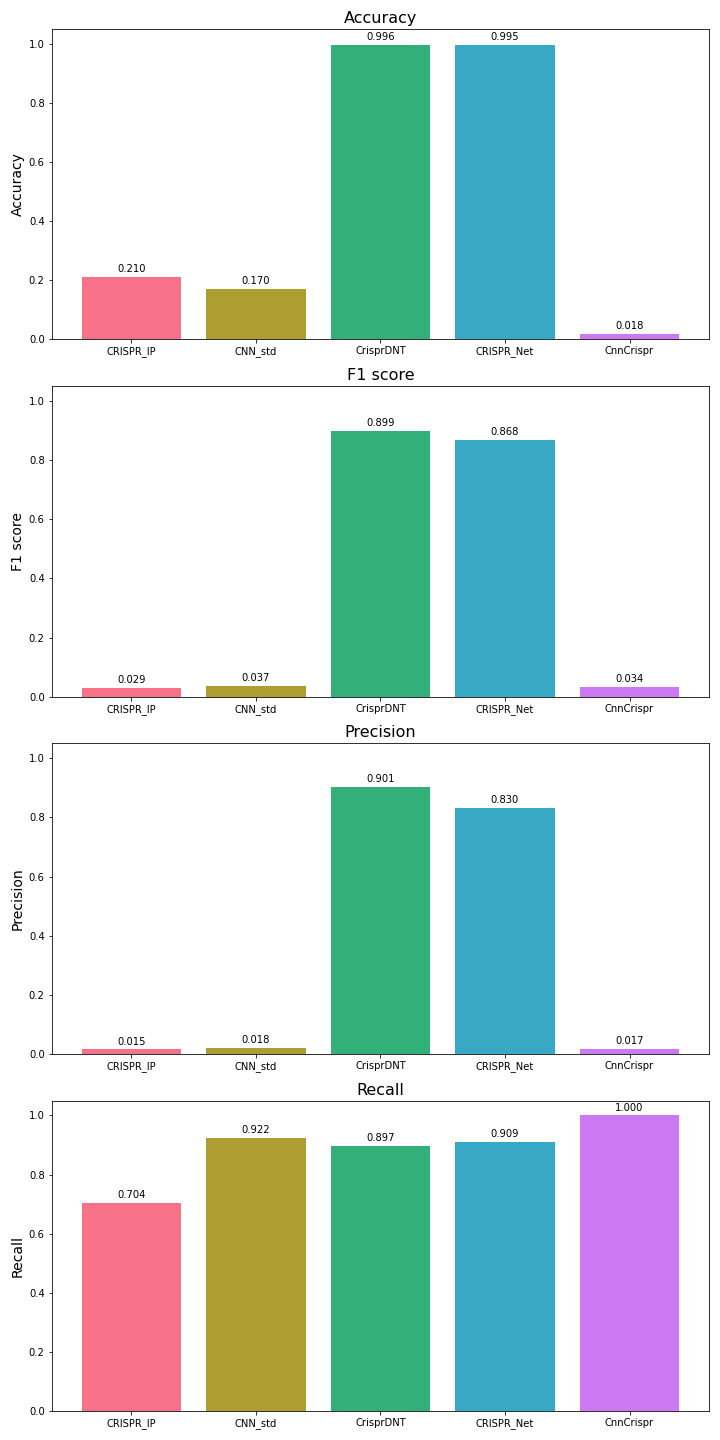 Accuracy
0.996 0.995
1.0
0.8
0.6
Accuracy
0.4
0.210
0.170
0.2
0.018
0.0
CRISPR_IP CNN_std CrisprDNT CRISPR_Net CnnCrispr
F1 score
1.0
0.899
0.868
0.8
0.6
F1 score
0.4
0.2
0.029 0.037 0.034
0.0
CRISPR_IP CNN_std CrisprDNT CRISPR_Net CnnCrispr
Precision
1.0
0.901
0.830
0.8
0.6
Precision
0.4
0.2
0.015 0.018 0.017
0.0
CRISPR_IP CNN_std CrisprDNT CRISPR_Net CnnCrispr
Recall
1.000
1.0
0.922 0.897 0.909
0.8
0.704
0.6
Recall
0.4
0.2
0.0
CRISPR_IP CNN_std CrisprDNT CRISPR_Net CnnCrispr